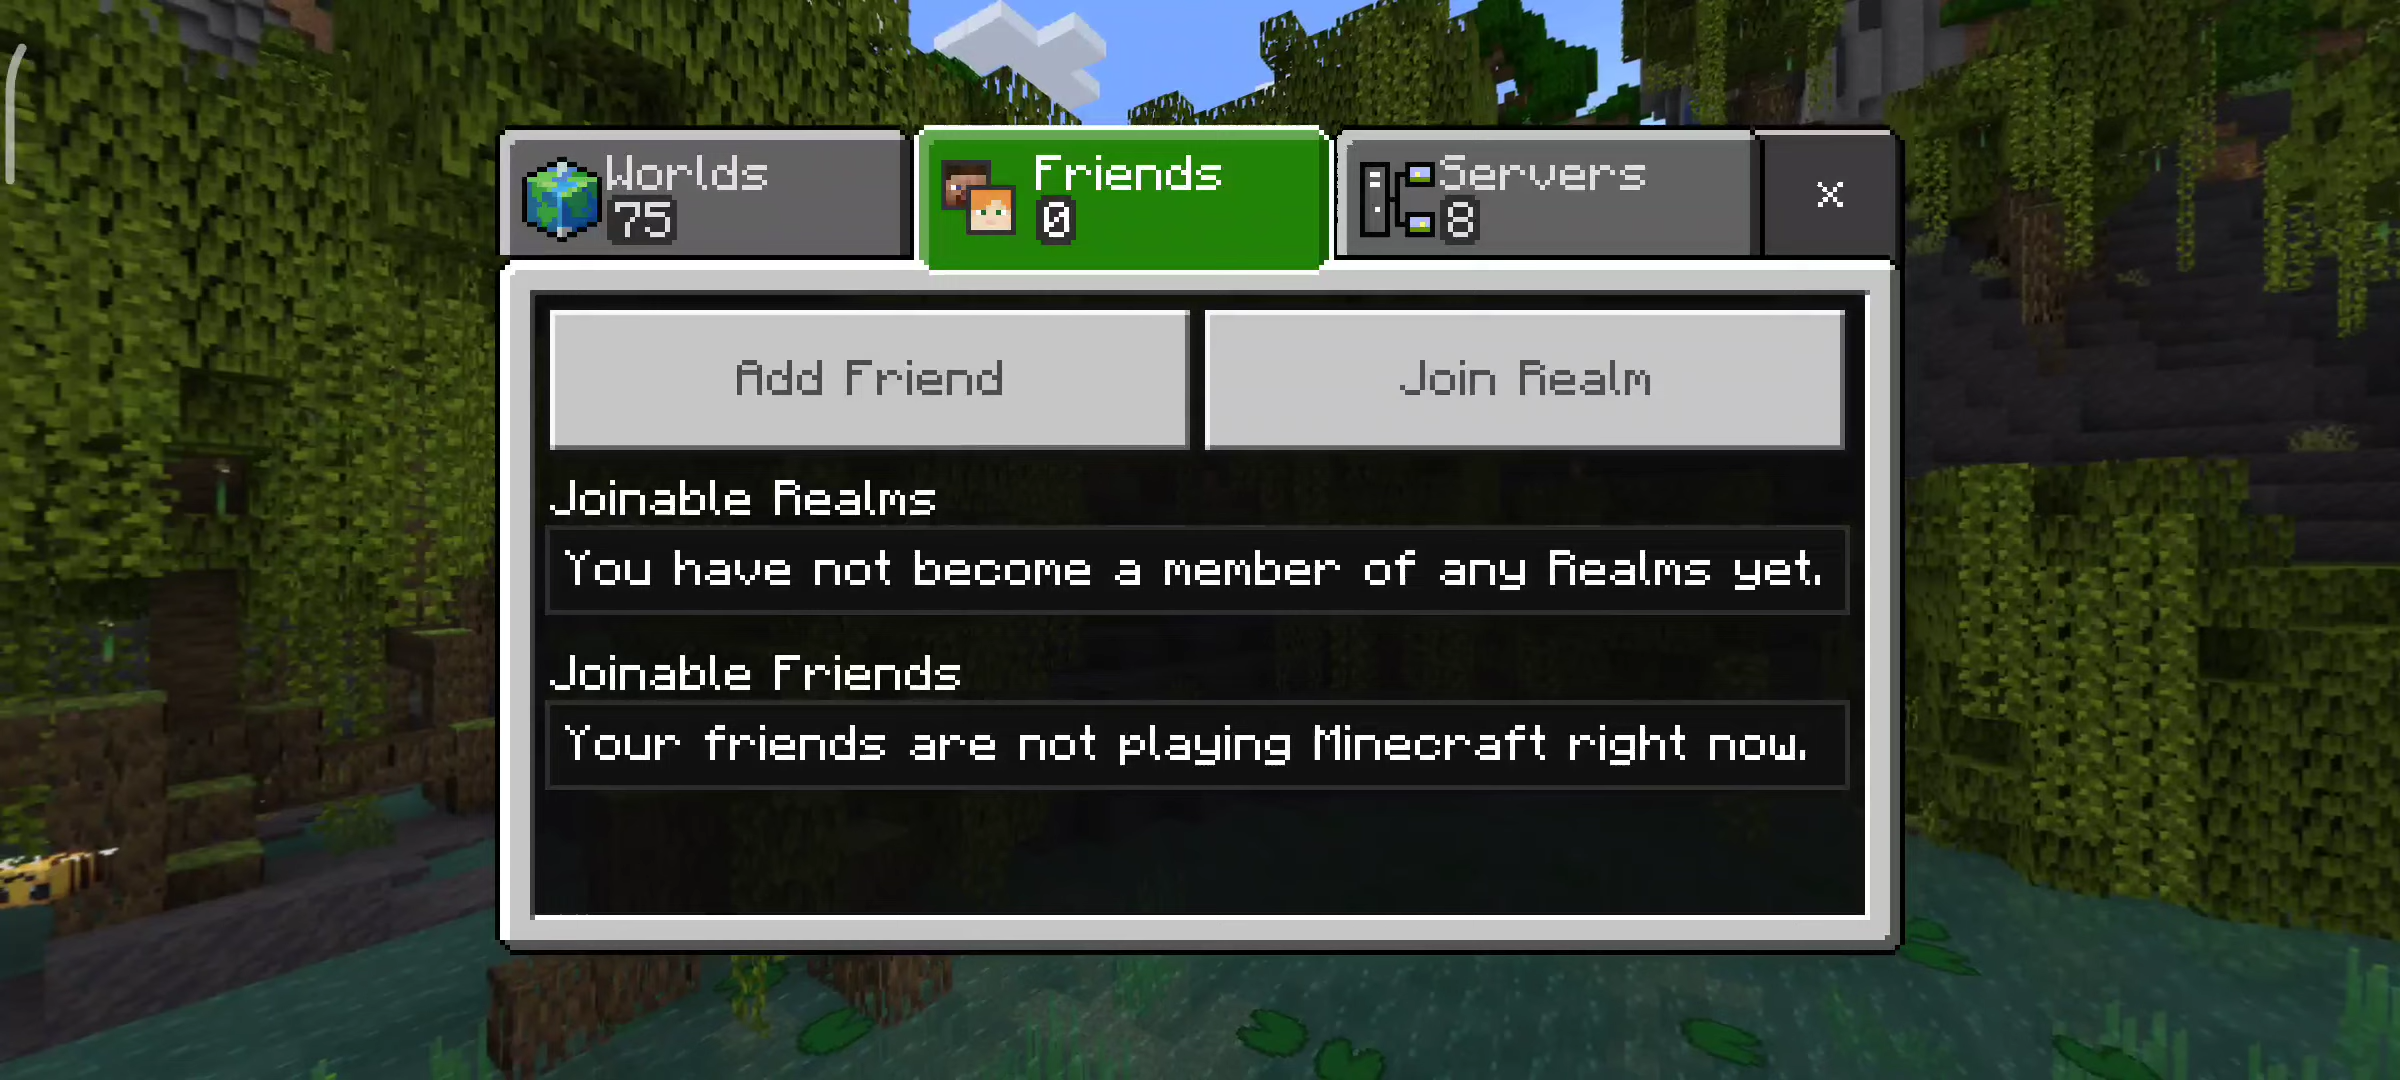 Worlds
75
Friends
0
Servers
8
x
Add Friend
Join Realm
Joinable Realms
You have not become a member of any Realms yet.
Joinable Friends
Your friends are not playing Minecraft right now.